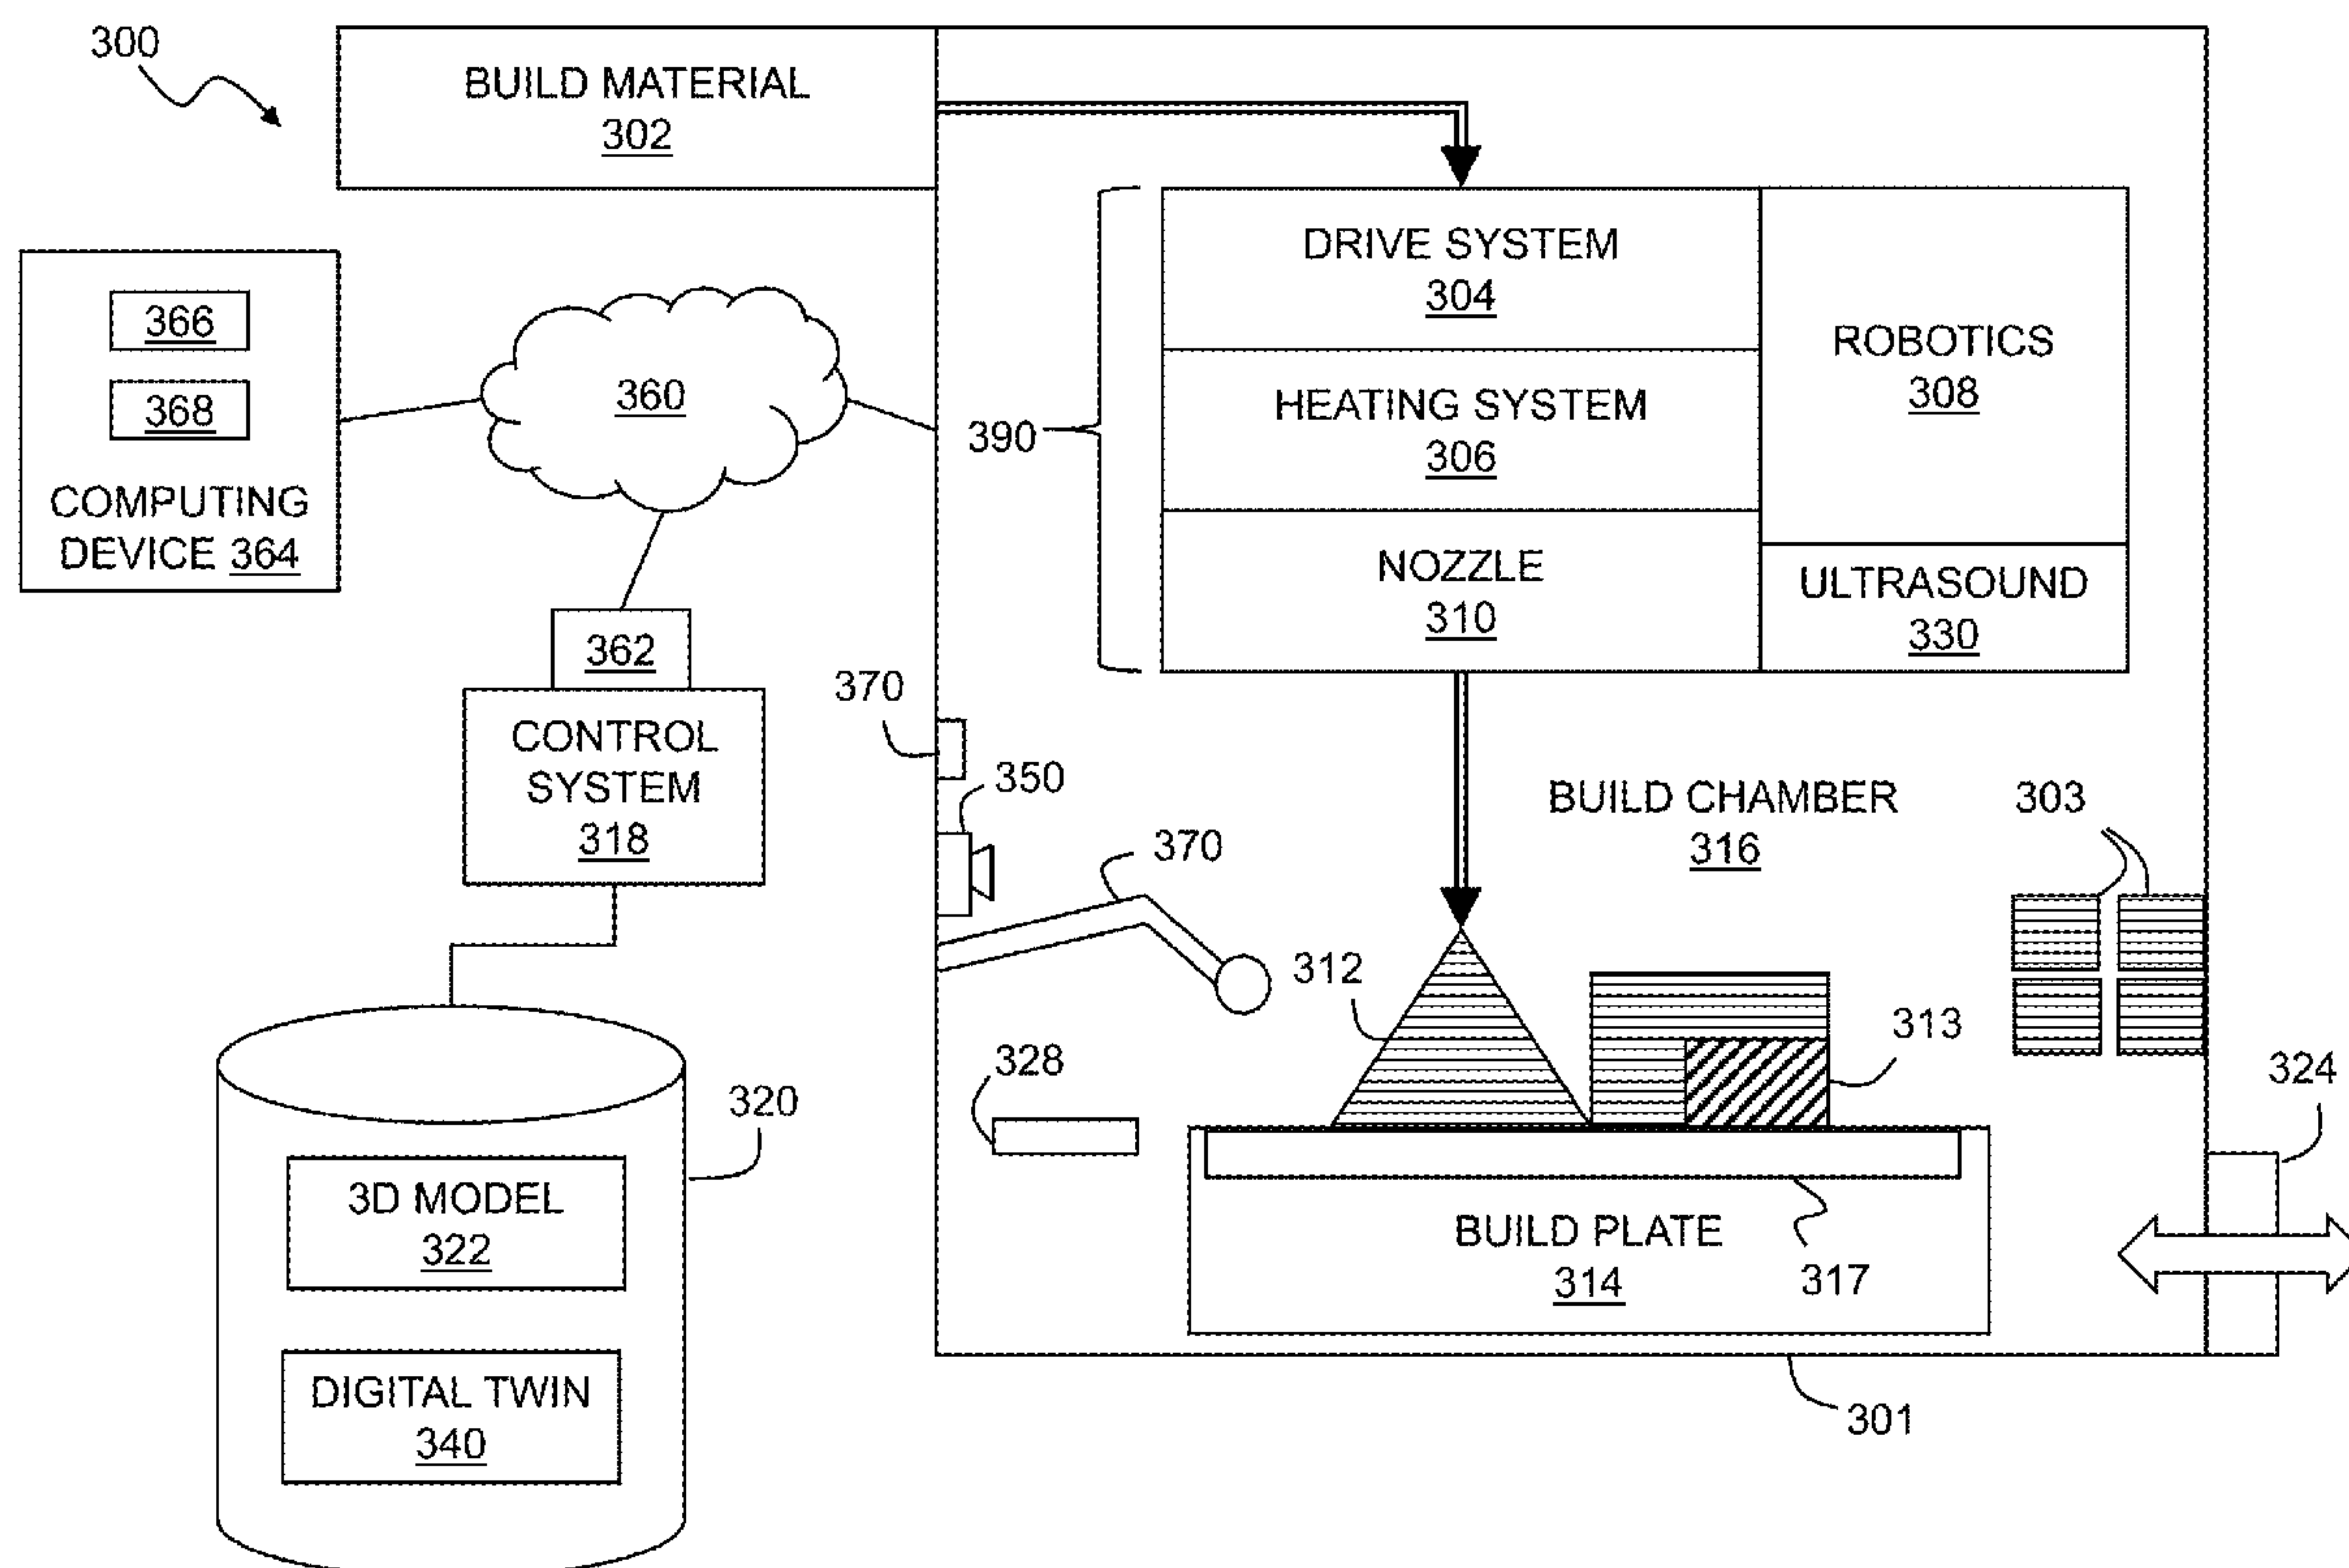 300
BUILD MATERIAL
302
DRIVE SYSTEM
304
ROBOTICS
308
366
368
COMPUTING
DEVICE 364
360
390
HEATING SYSTEM
306
NOZZLE
310
ULTRASOUND
330
362
CONTROL
SYSTEM
318
370
350
370
BUILD CHAMBER
316
303
312
313
328
324
320
3D MODEL
322
BUILD PLATE
314
317
DIGITAL TWIN
340
301